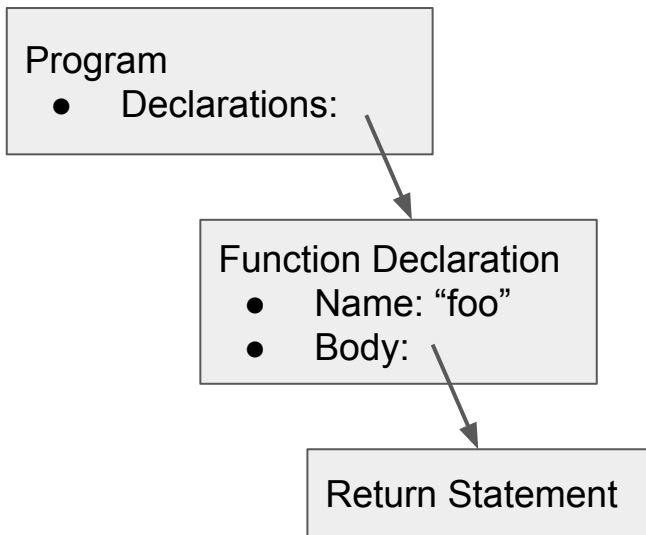 Program
● Declarations:
Function Declaration
● Name: “foo”
● Body:
Return Statement